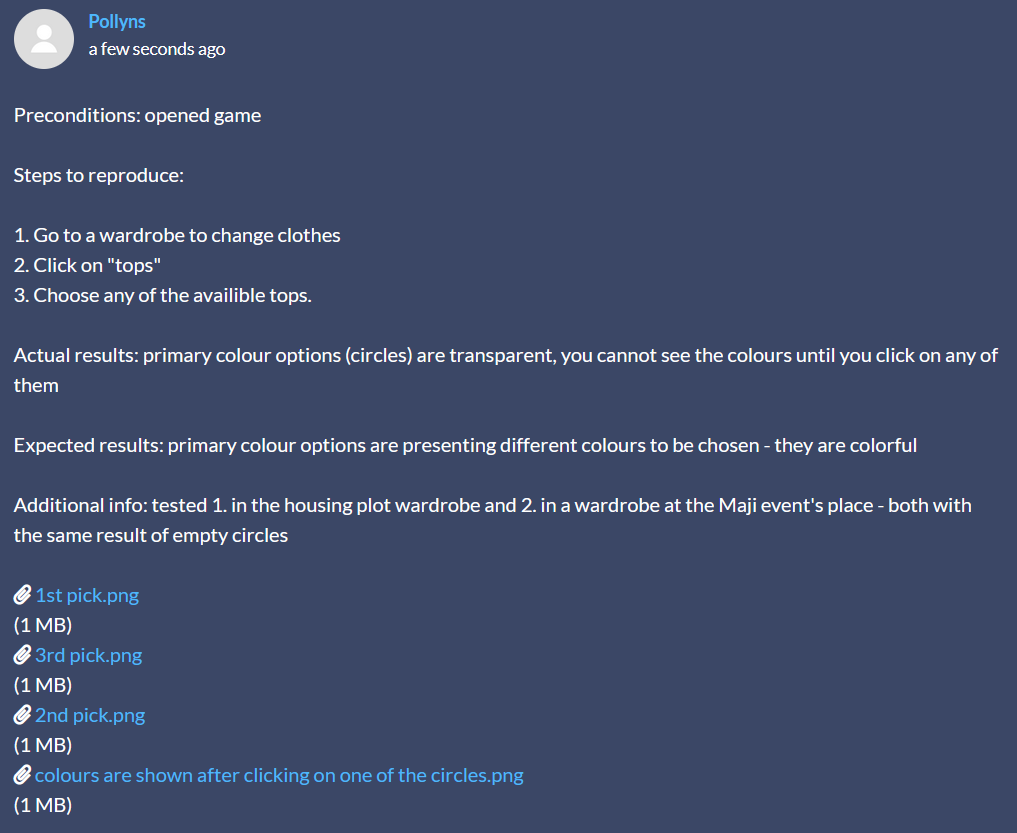 Pollyns
a few seconds ago
Preconditions: opened game
Steps to reproduce:
1. Go to a wardrobe to change clothes
2. Click on "tops"
3. Choose any of the availible tops.
Actual results: primary colour options (circles) are transparent, you cannot see the colours until you click on any of
them
Expected results: primary colour options are presenting different colours to be chosen - they are colorful
Additional info: tested 1. in the housing plot wardrobe and 2. in a wardrobe at the Maji event's place - both with
the same result of empty circles
1st pick.png
(1 MB)
3rd pick.png
(1 MB)
2nd pick.png
(1 MB)
colours are shown after clicking on one of the circles.png
(1 MB)